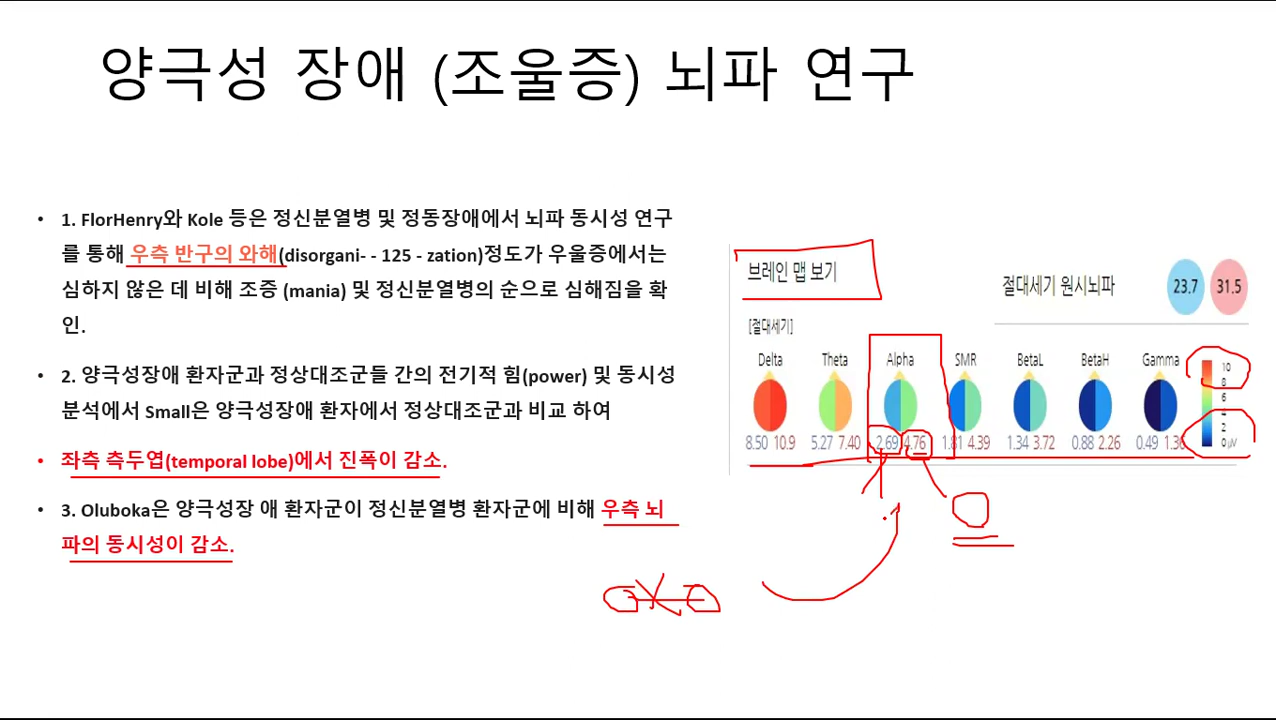 양극성 장애 (조울증) 뇌파 연구
• 1. FlorHenry와 Kole 등은 정신분열병 및 정동장애에서 뇌파 동시성 연구
를 통해 우측 반구의 와해(disorgani- - 125 - zation)정도가 우울증에서는
심하지 않은 데 비해 조증 (mania) 및 정신분열병의 순으로 심해짐을 확
인.
• 2. 양극성장애 환자군과 정상대조군들 간의 전기적 힘(power) 및 동시성
분석에서 Small은 양극성장애 환자에서 정상대조군과 비교 하여
• 좌측 측두엽(temporal lobe)에서 진폭이 감소.
• 3. Oluboka은 양극성장 애 환자군이 정신분열병 환자군에 비해 우측 뇌
파의 동시성이 감소.
브레인 맵 보기
절대세기 원시뇌파 23.7 31.5
[절대세기]
Delta Theta Alpha SMR BetaL BetaH Gamma
10
8
6
4
2
0 μV
8.50 10.9 5.27 7.40 2.69 4.76 4.39 1.34 3.72 0.88 2.26 0.49